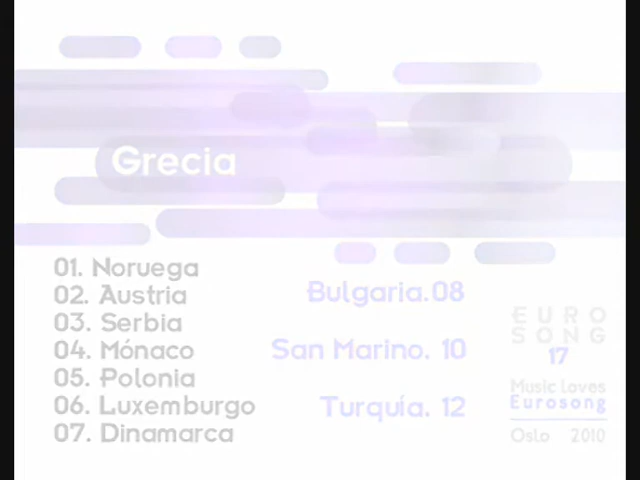 Grecia
01. Noruega
02. Austria
03. Serbia
04. Mónaco
05. Polonia
06. Luxemburgo
07. Dinamarca
Bulgaria.08
San Marino. 10
Turquía. 12
EURO
SONG
17
Music Loves
Eurosong
Oslo 2010